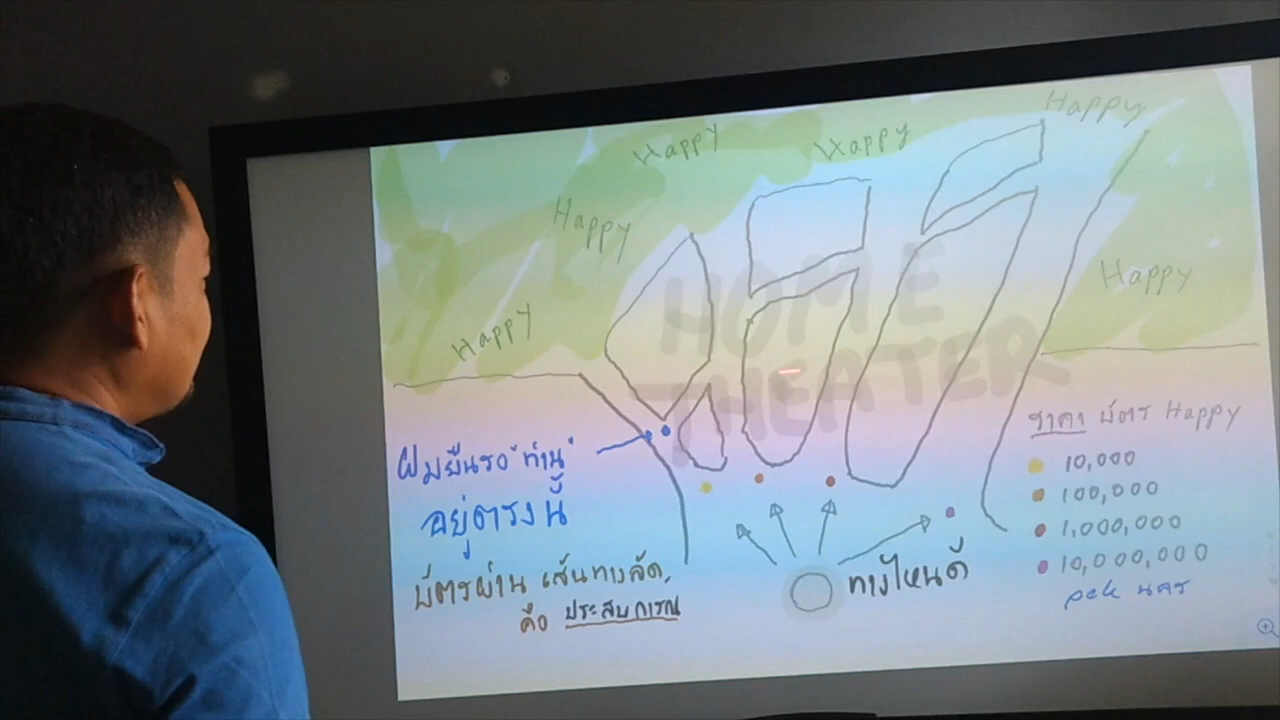 Happy
Happy
Happy
Happy
Happy
Happy
HOME
THEATER
ผมยืนรอ "ท่าน"
อยู่ตรงนี้
บัตรผ่าน เส้นทางลัด,
คือ ประสบการณ
ทางไหนดี
ราคา บัตร Happy
10,000
100,000
1,000,000
10,000,000
นคร